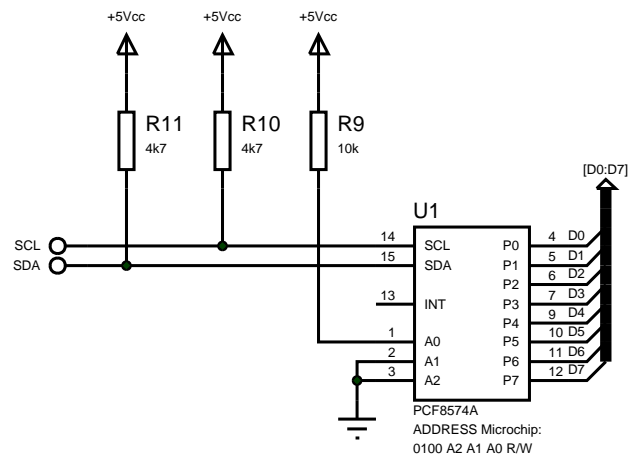 +5Vcc +5Vcc +5Vcc
R11 R10 R9
4k7 4k7 10k
[D0:D7]
U1
SCL 14 SCL P0 4 D0
SDA 15 SDA P1 5 D1
P2 6 D2
13 INT P3 7 D3
P4 9 D4
1 A0 P5 10 D5
2 A1 P6 11 D6
3 A2 P7 12 D7
PCF8574A
ADDRESS Microchip:
0100 A2 A1 A0 R/W